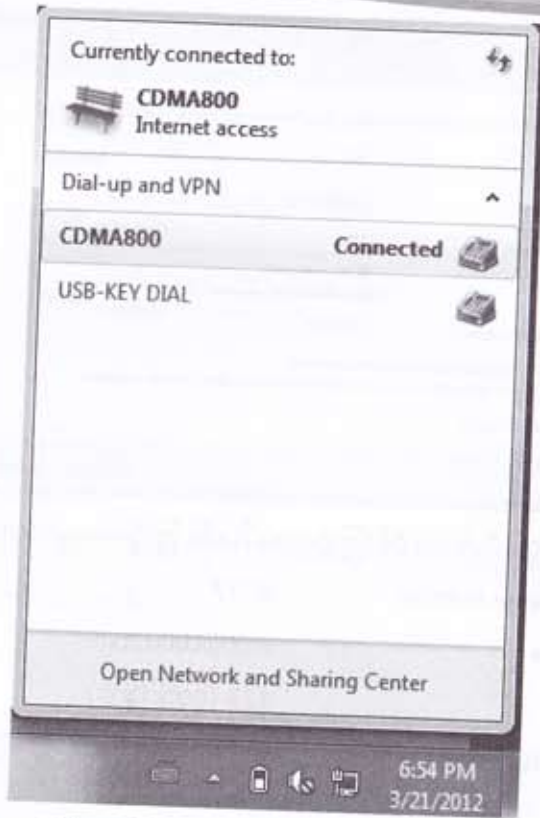 Currently connected to:
CDMA800
Internet access
Dial-up and VPN
CDMA800 Connected
USB-KEY DIAL
Open Network and Sharing Center
6:54 PM
3/21/2012